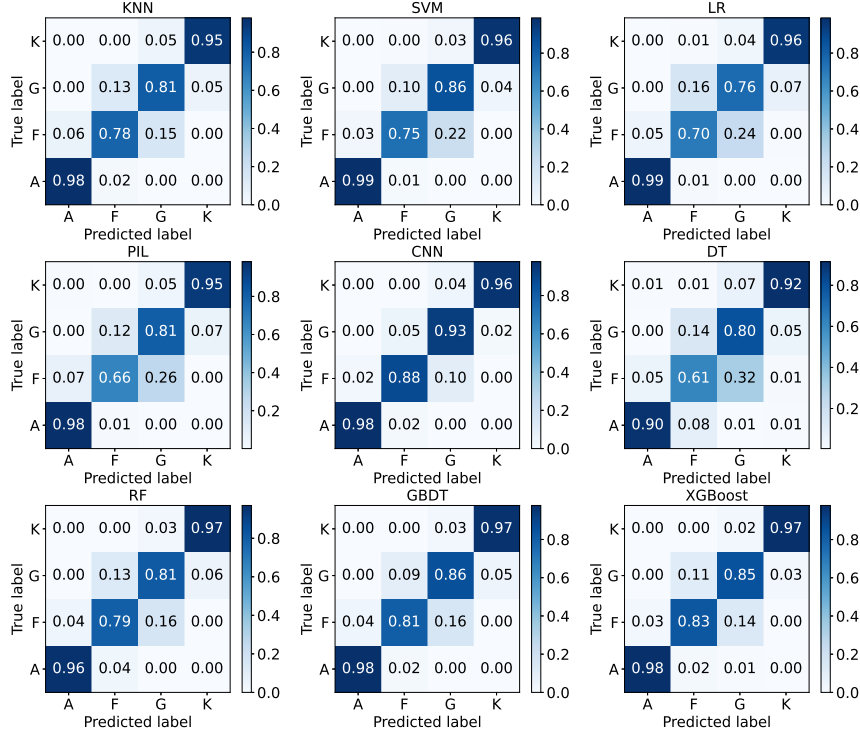 KNN
K 0.00 0.00 0.05 0.95
G 0.00 0.13 0.81 0.05
F 0.06 0.78 0.15 0.00
A 0.98 0.02 0.00 0.00
A F G K
Predicted label
True label
0.8
0.6
0.4
0.2
0.0
SVM
K 0.00 0.00 0.03 0.96
G 0.00 0.10 0.86 0.04
F 0.03 0.75 0.22 0.00
A 0.99 0.01 0.00 0.00
A F G K
Predicted label
True label
0.8
0.6
0.4
0.2
0.0
LR
K 0.00 0.01 0.04 0.96
G 0.00 0.16 0.76 0.07
F 0.05 0.70 0.24 0.00
A 0.99 0.01 0.00 0.00
A F G K
Predicted label
True label
0.8
0.6
0.4
0.2
0.0
PIL
K 0.00 0.00 0.05 0.95
G 0.00 0.12 0.81 0.07
F 0.07 0.66 0.26 0.00
A 0.98 0.01 0.00 0.00
A F G K
Predicted label
True label
0.8
0.6
0.4
0.2
CNN
K 0.00 0.00 0.04 0.96
G 0.00 0.05 0.93 0.02
F 0.02 0.88 0.10 0.00
A 0.98 0.02 0.00 0.00
A F G K
Predicted label
True label
0.8
0.6
0.4
0.2
0.0
DT
K 0.01 0.01 0.07 0.92
G 0.00 0.14 0.80 0.05
F 0.05 0.61 0.32 0.01
A 0.90 0.08 0.01 0.01
A F G K
Predicted label
True label
0.8
0.6
0.4
0.2
RF
K 0.00 0.00 0.03 0.97
G 0.00 0.13 0.81 0.06
F 0.04 0.79 0.16 0.00
A 0.96 0.04 0.00 0.00
A F G K
Predicted label
True label
0.8
0.6
0.4
0.2
0.0
GBDT
K 0.00 0.00 0.03 0.97
G 0.00 0.09 0.86 0.05
F 0.04 0.81 0.16 0.00
A 0.98 0.02 0.00 0.00
A F G K
Predicted label
True label
0.8
0.6
0.4
0.2
0.0
XGBoost
K 0.00 0.00 0.02 0.97
G 0.00 0.11 0.85 0.03
F 0.03 0.83 0.14 0.00
A 0.98 0.02 0.01 0.00
A F G K
Predicted label
True label
0.8
0.6
0.4
0.2
0.0